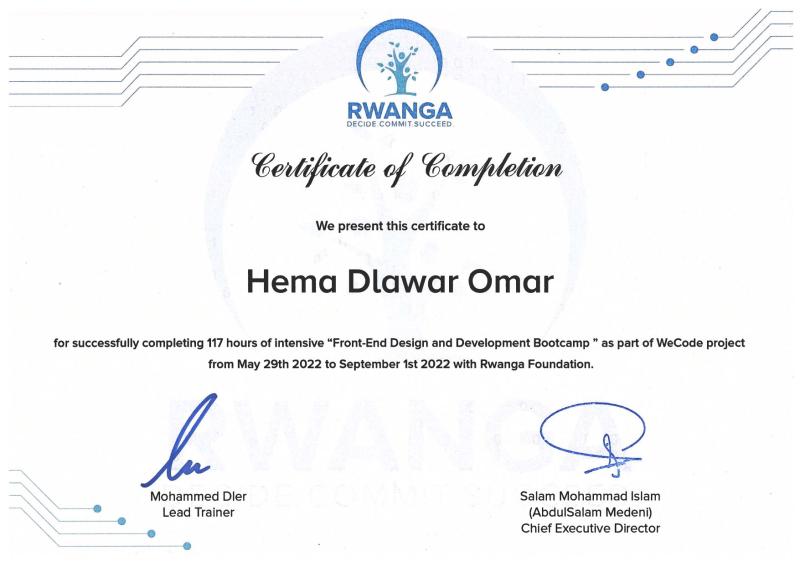 RWANGA
DECIDE.COMMIT.SUCCEED.
Certificate of Completion
We present this certificate to
Hema Dlawar Omar
for successfully completing 117 hours of intensive “Front-End Design and Development Bootcamp ” as part of WeCode project
from May 29th 2022 to September 1st 2022 with Rwanga Foundation.
RWANGA
DECIDE.COMMIT.SUCCEED.
Mohammed Dler
Lead Trainer
Salam Mohammad Islam
(AbdulSalam Medeni)
Chief Executive Director